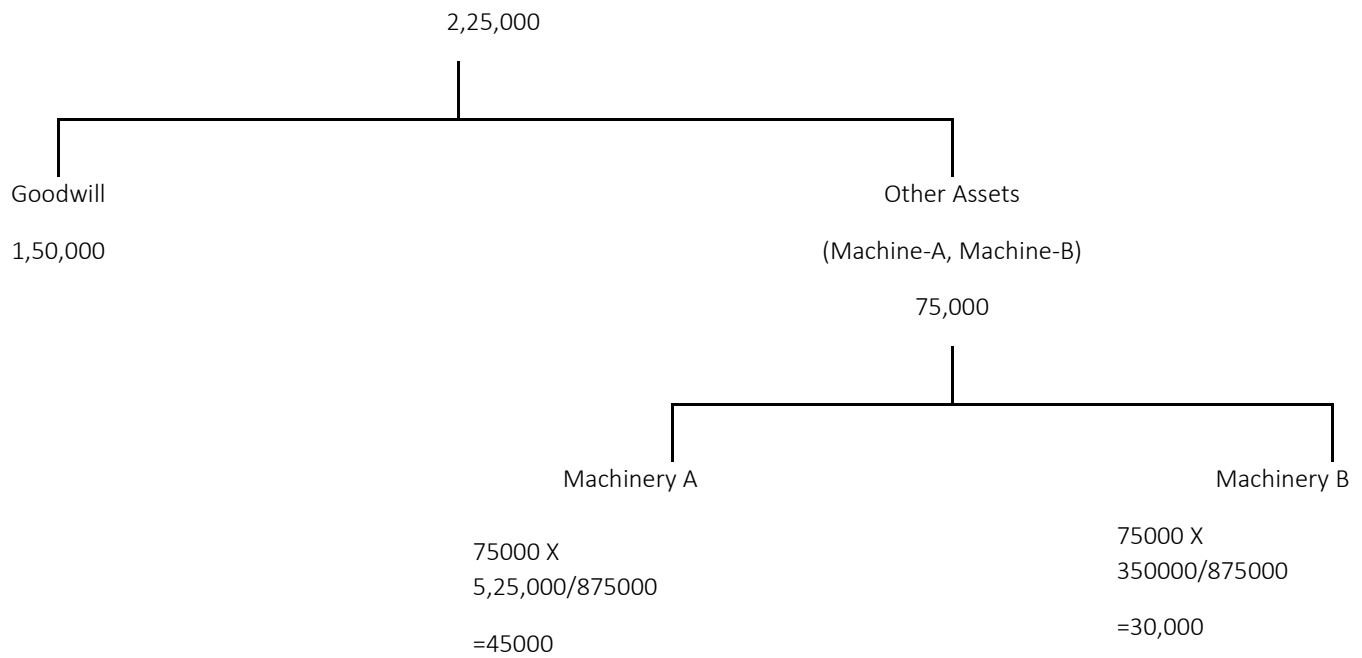 2,25,000
Goodwill
Other Assets
1,50,000
(Machine-A, Machine-B)
75,000
Machinery A
Machinery B
75000 X
5,25,000/875000
=45000
75000 X
350000/875000
=30,000